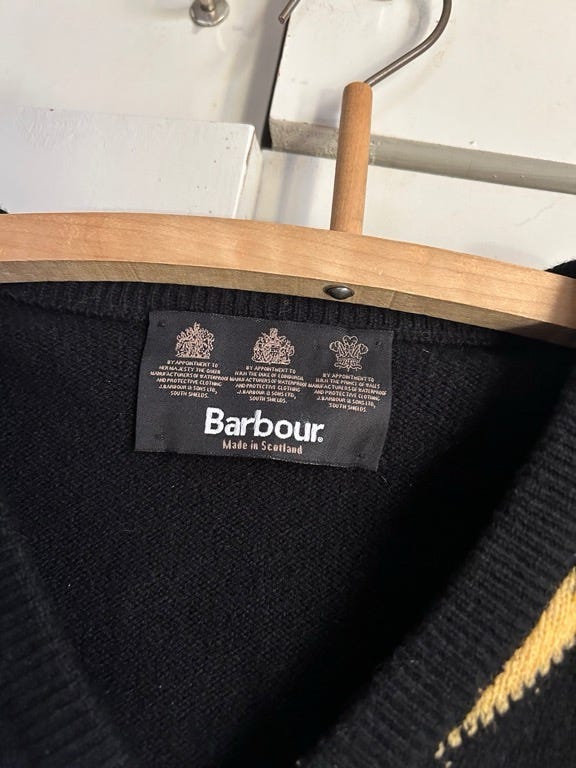 BY APPOINTMENT TO
HER MAJESTY THE QUEEN
MANUFACTURERS OF WATERPROOF
AND PROTECTIVE CLOTHING
J.BARBOUR & SONS LTD,
SOUTH SHIELDS.
BY APPOINTMENT TO
H.R.H. THE DUKE OF EDINBURGH
MANUFACTURERS OF WATERPROOF
AND PROTECTIVE CLOTHING
J.BARBOUR & SONS LTD,
SOUTH SHIELDS.
BY APPOINTMENT TO
H.R.H. THE PRINCE OF WALES
MANUFACTURERS OF WATERPROOF
AND PROTECTIVE CLOTHING
J.BARBOUR & SONS LTD,
SOUTH SHIELDS.
Barbour®
Made in Scotland